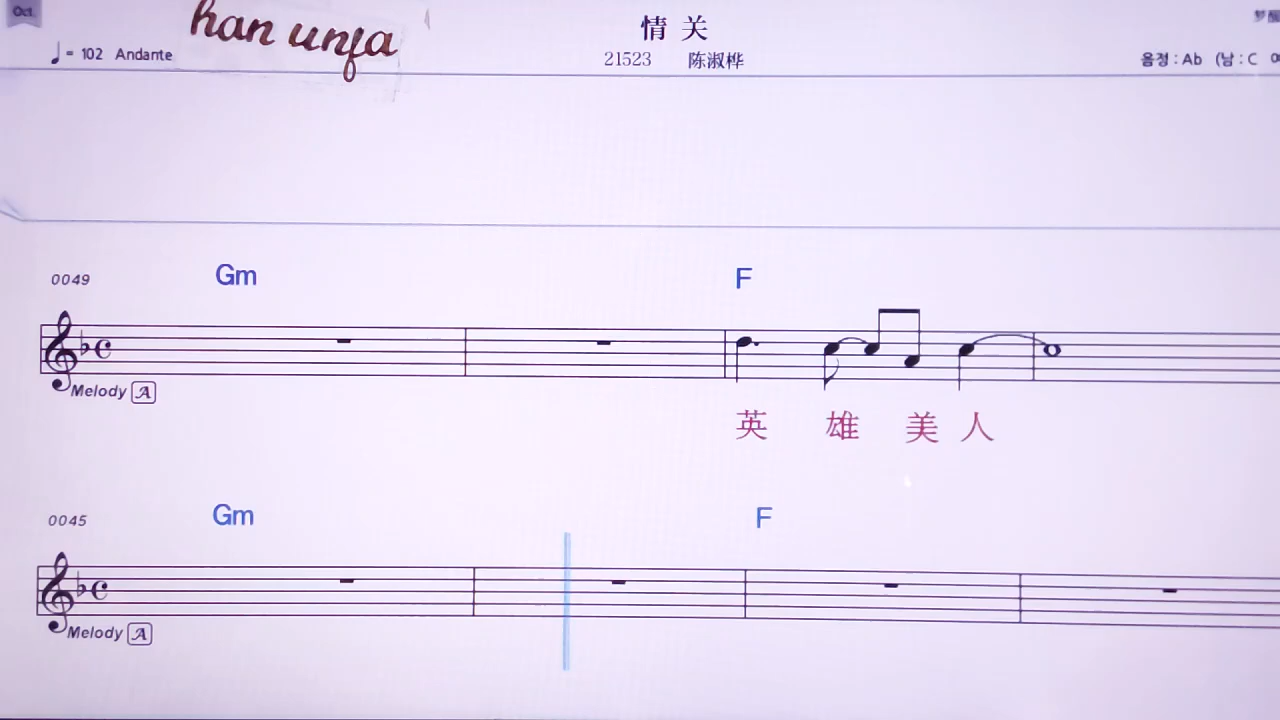 Oct.
han unfa
情关
♩= 102 Andante
21523 陈淑桦
음정 : Ab (남 : C
0049 Gm F
Melody A
英 雄 美 人
0045 Gm F
Melody A